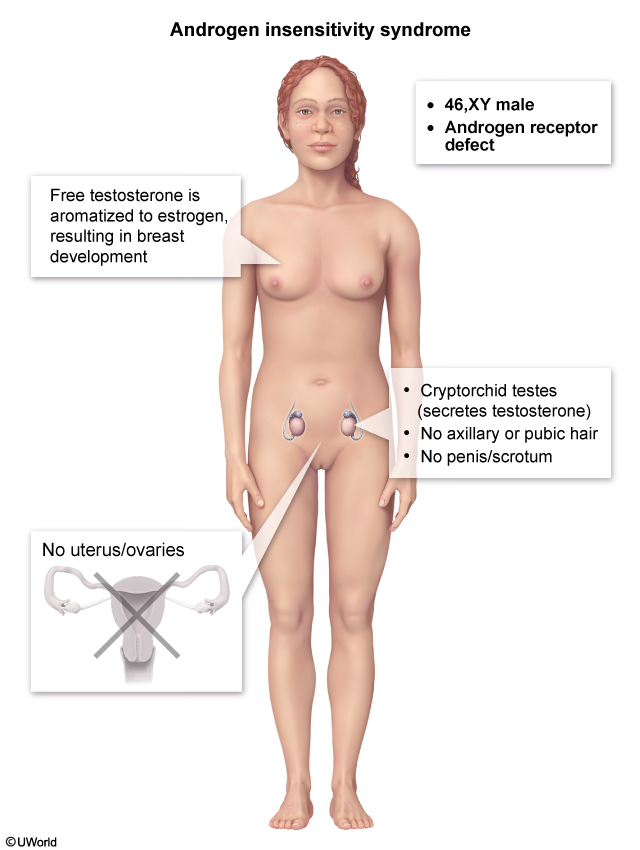 Androgen insensitivity syndrome
• 46,XY male
• Androgen receptor
defect
Free testosterone is
aromatized to estrogen,
resulting in breast
development
• Cryptorchid testes
(secretes testosterone)
• No axillary or pubic hair
• No penis/scrotum
No uterus/ovaries
©UWorld